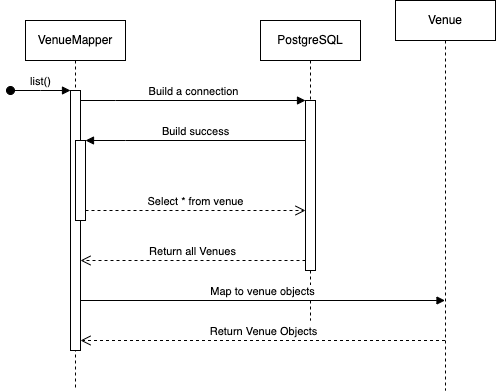 Venue
VenueMapper
PostgreSQL
list()
Build a connection
Build success
Select * from venue
Return all Venues
Map to venue objects
Return Venue Objects